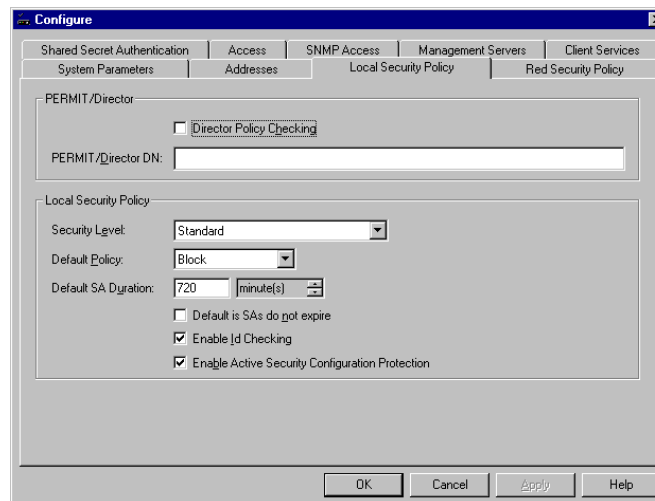 Configure
Shared Secret Authentication Access SNMP Access Management Servers Client Services
System Parameters Addresses Local Security Policy Red Security Policy
PERMIT/Director
Director Policy Checking
PERMIT/Director DN:
Local Security Policy
Security Level: Standard
Default Policy: Block
Default SA Duration: 720 minute(s)
Default is SAs do not expire
Enable Id Checking
Enable Active Security Configuration Protection
OK Cancel Apply Help